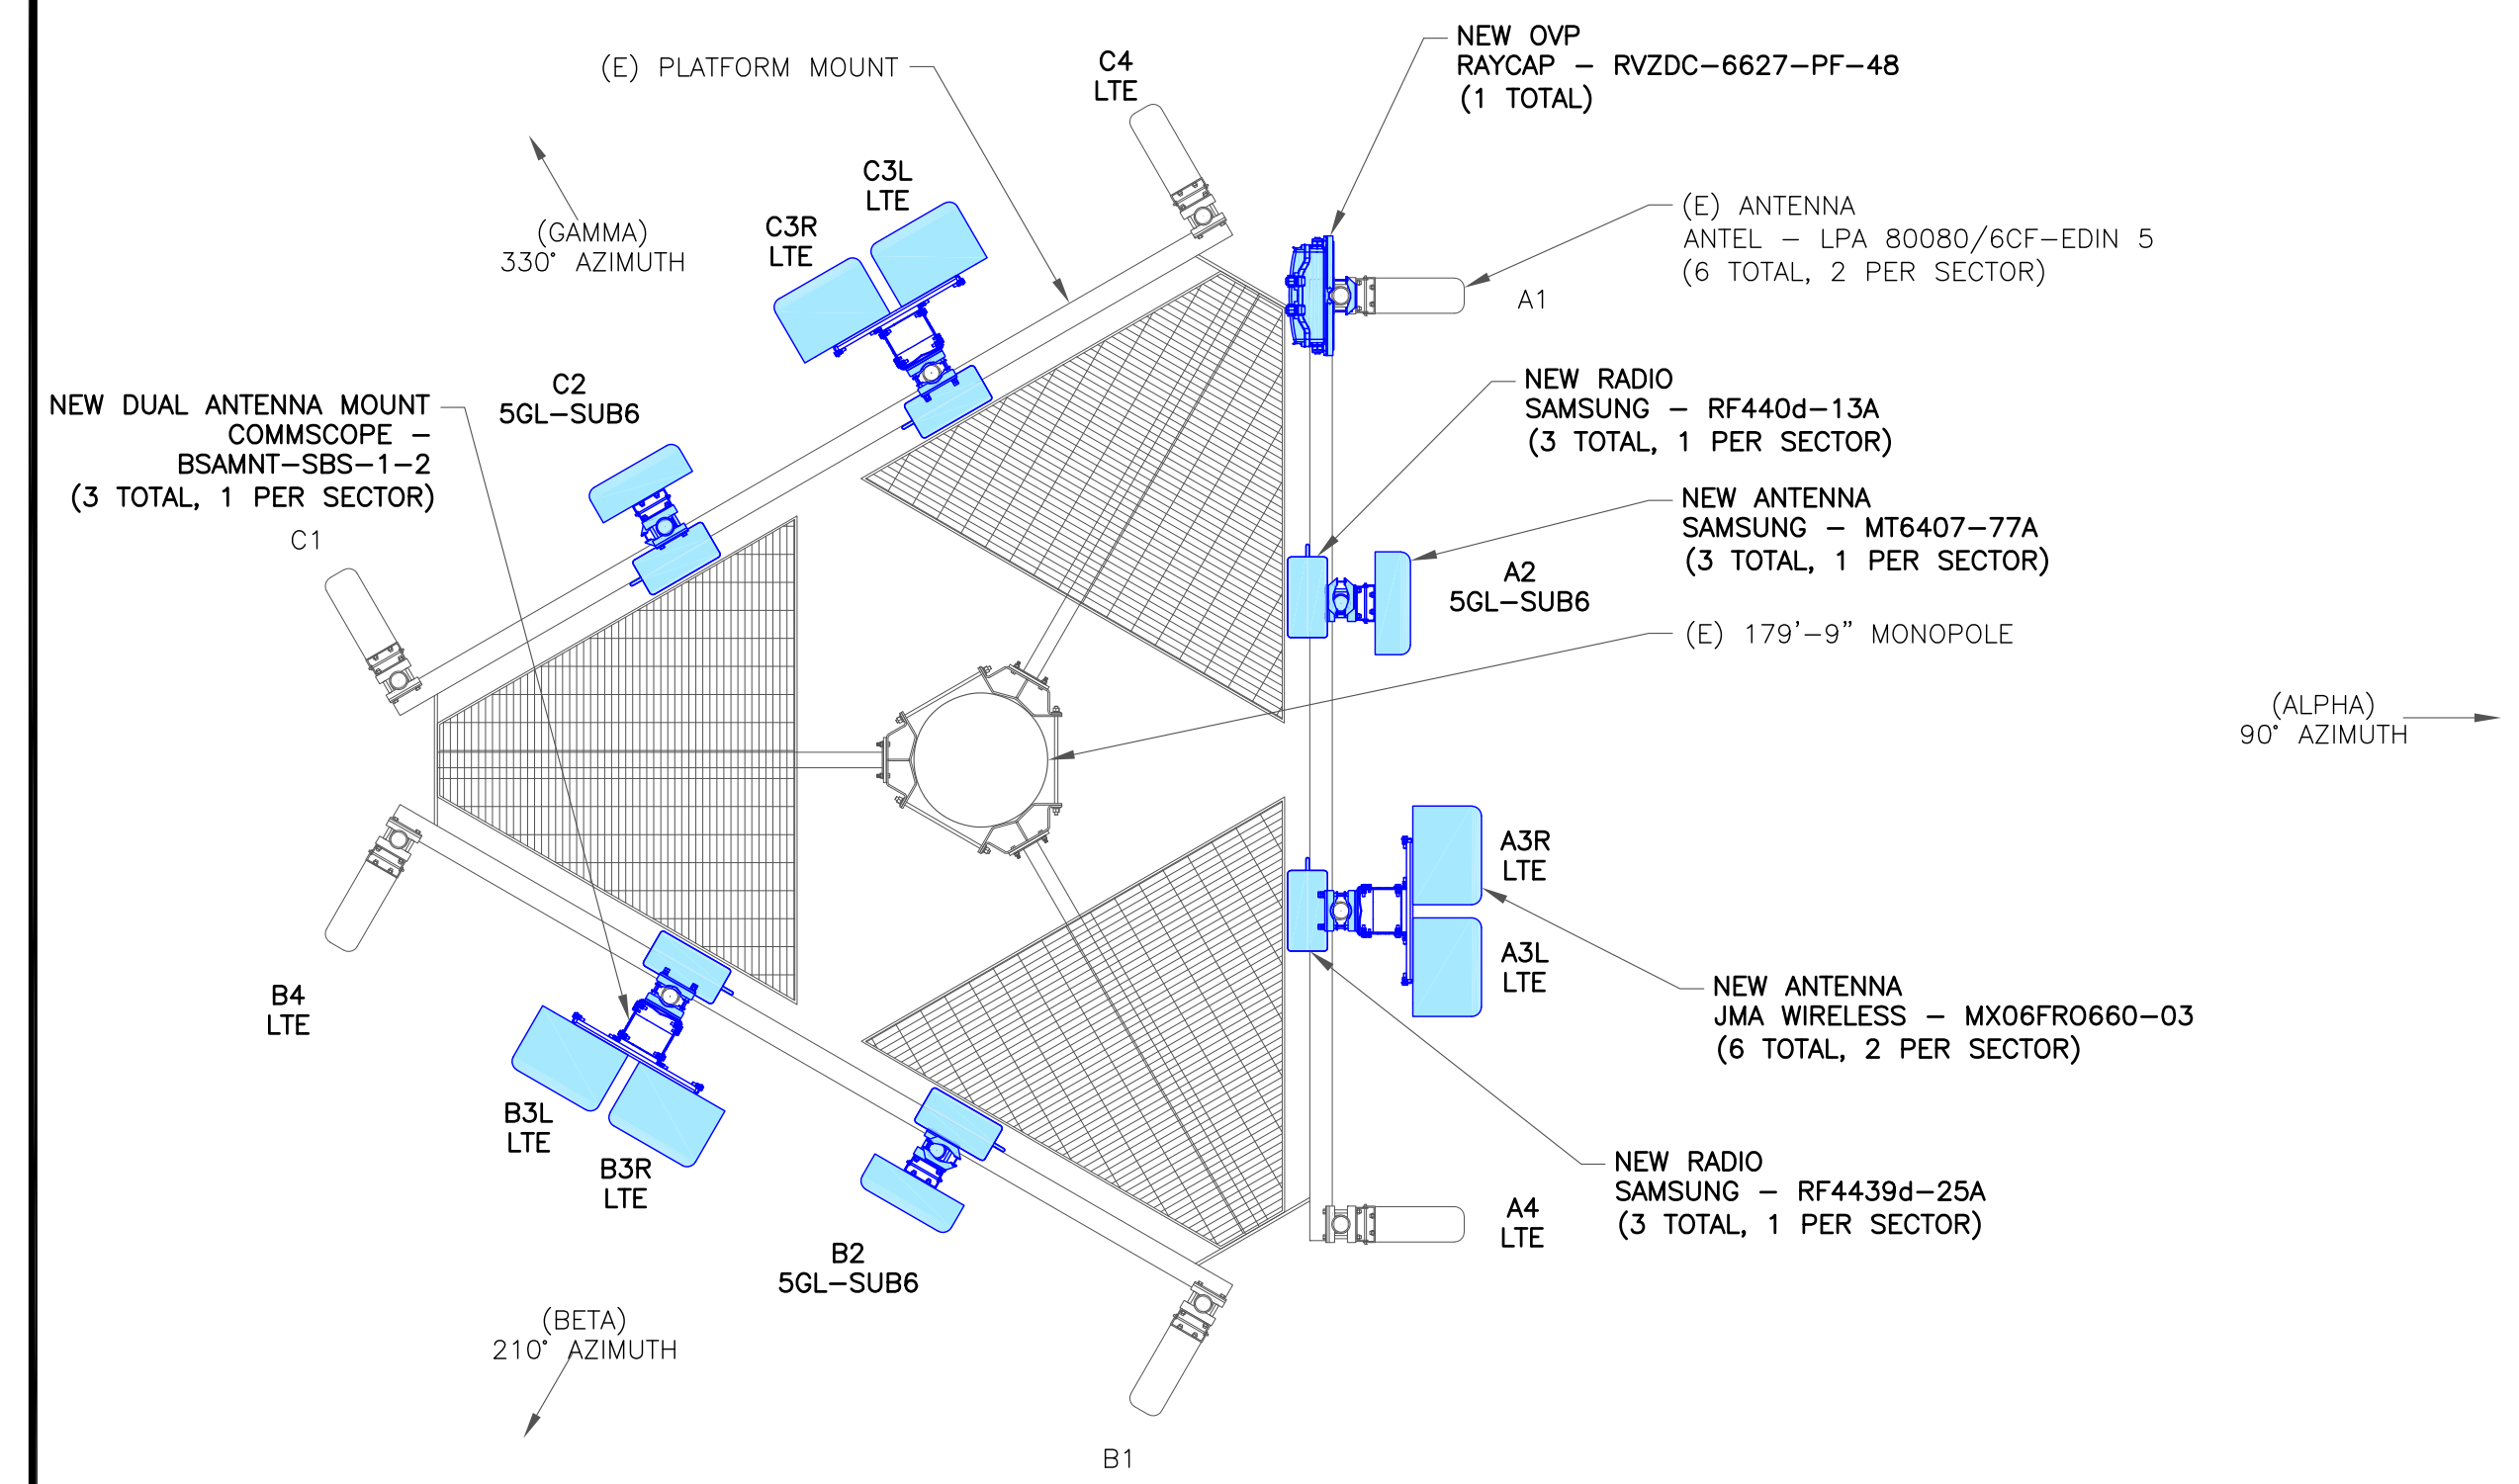 NEW OVP
RAYCAP - RVZDC-6627-PF-48
(1 TOTAL)
(E) PLATFORM MOUNT
C4
LTE
C3L
LTE
C3R
LTE
(GAMMA)
330° AZIMUTH
(E) ANTENNA
ANTEL - LPA 80080/6CF-EDIN 5
(6 TOTAL, 2 PER SECTOR)
A1
NEW RADIO
SAMSUNG - RF440d-13A
(3 TOTAL, 1 PER SECTOR)
C2
5GL-SUB6
NEW DUAL ANTENNA MOUNT
COMMSCOPE -
BSAMNT-SBS-1-2
(3 TOTAL, 1 PER SECTOR)
C1
NEW ANTENNA
SAMSUNG - MT6407-77A
(3 TOTAL, 1 PER SECTOR)
A2
5GL-SUB6
(E) 179'-9" MONOPOLE
(ALPHA)
90° AZIMUTH
A3R
LTE
A3L
LTE
NEW ANTENNA
JMA WIRELESS - MX06FRO660-03
(6 TOTAL, 2 PER SECTOR)
B4
LTE
B3L
LTE
B3R
LTE
NEW RADIO
SAMSUNG - RF4439d-25A
(3 TOTAL, 1 PER SECTOR)
A4
LTE
B2
5GL-SUB6
(BETA)
210° AZIMUTH
B1